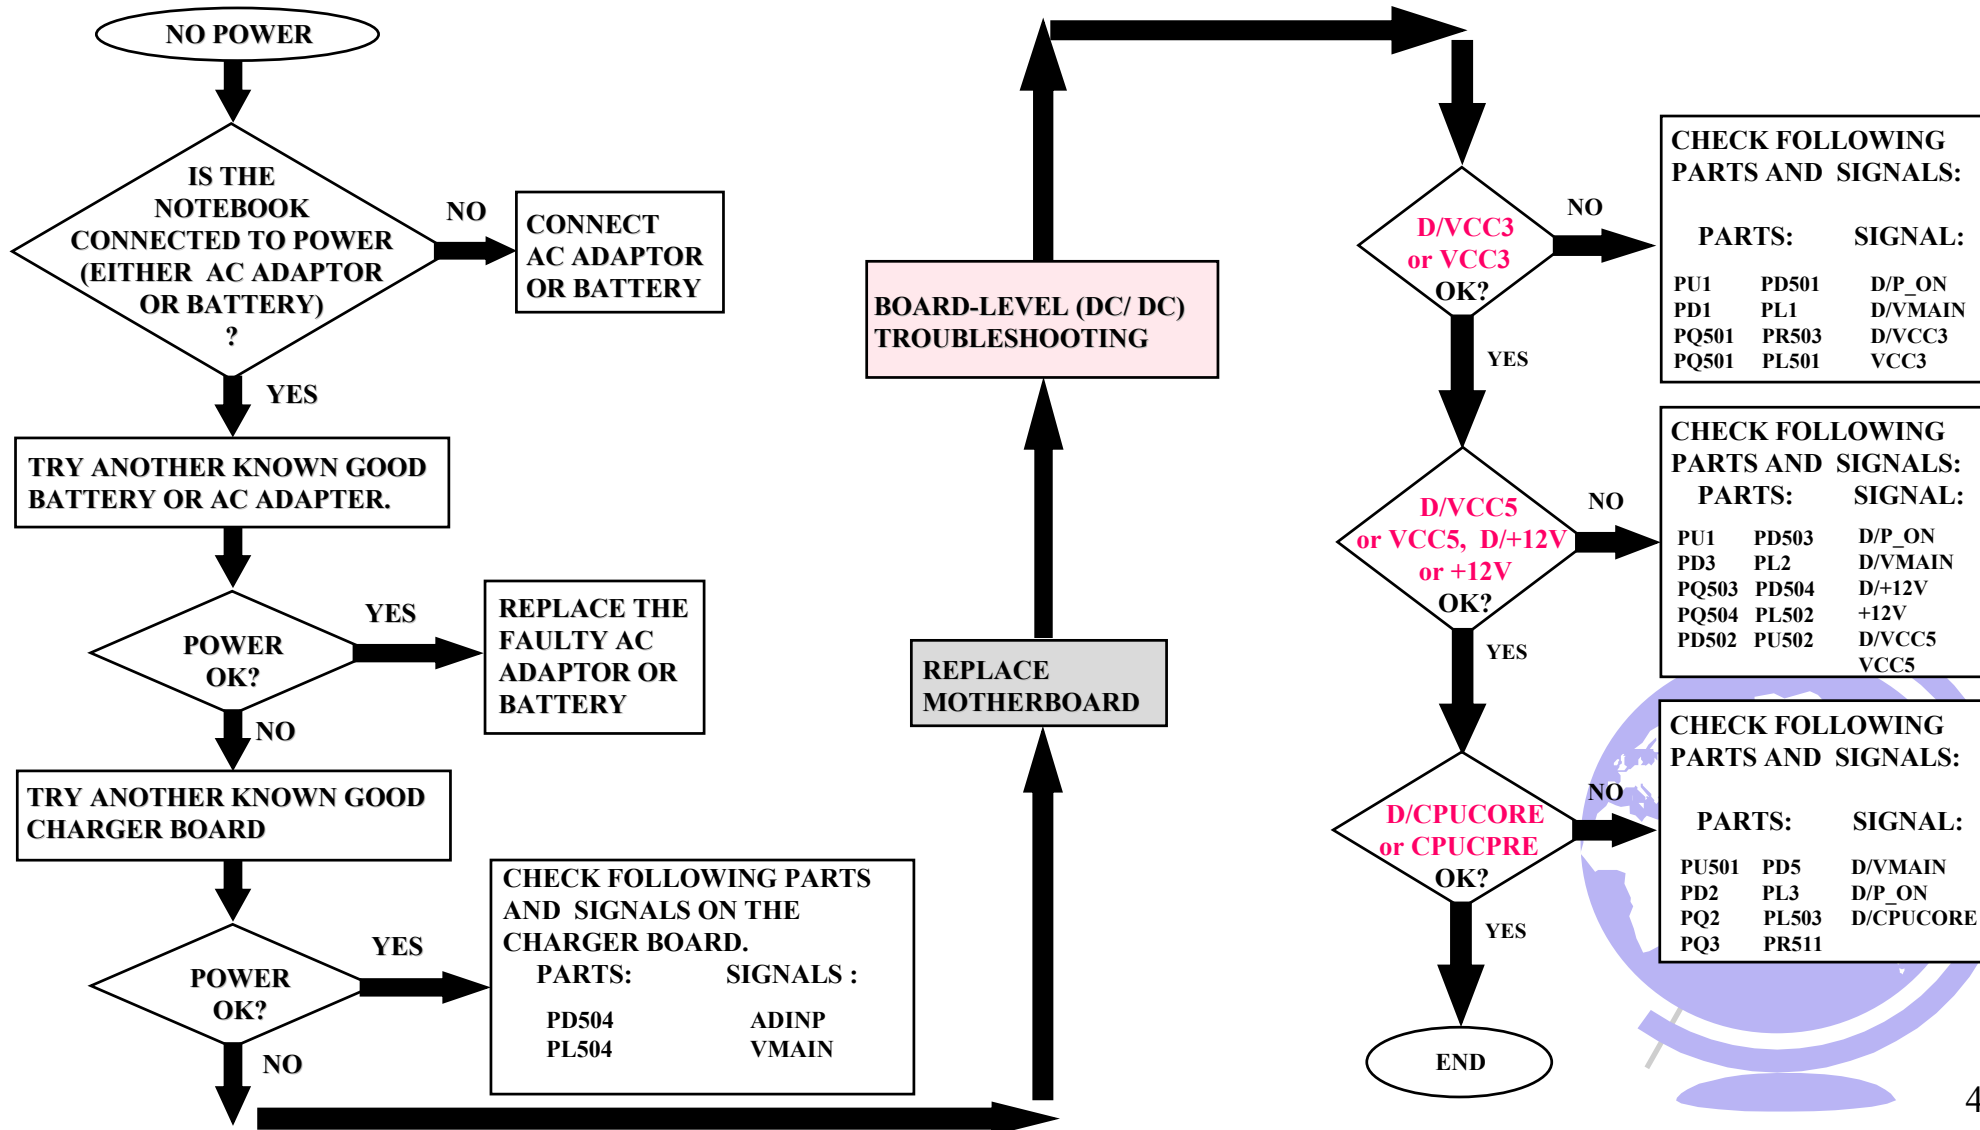 NO POWER
IS THE
NOTEBOOK
CONNECTED TO POWER
(EITHER AC ADAPTOR
OR BATTERY)
?
NO
CONNECT
AC ADAPTOR
OR BATTERY
YES
TRY ANOTHER KNOWN GOOD
BATTERY OR AC ADAPTER.
POWER
OK?
YES
REPLACE THE
FAULTY AC
ADAPTOR OR
BATTERY
NO
TRY ANOTHER KNOWN GOOD
CHARGER BOARD
POWER
OK?
YES
CHECK FOLLOWING PARTS
AND SIGNALS ON THE
CHARGER BOARD.
PARTS: SIGNALS :
PD504 ADINP
PL504 VMAIN
NO
REPLACE
MOTHERBOARD
BOARD-LEVEL (DC/ DC)
TROUBLESHOOTING
D/VCC3
or VCC3
OK?
NO
CHECK FOLLOWING
PARTS AND SIGNALS:
PARTS: SIGNAL:
PU1 PD501 D/P_ON
PD1 PL1 D/VMAIN
PQ501 PR503 D/VCC3
PQ501 PL501 VCC3
YES
D/VCC5
or VCC5, D/+12V
or +12V
OK?
NO
CHECK FOLLOWING
PARTS AND SIGNALS:
PARTS: SIGNAL:
PU1 PD503 D/P_ON
PD3 PL2 D/VMAIN
PQ503 PD504 D/+12V
PQ504 PL502 +12V
PD502 PU502 D/VCC5
VCC5
YES
D/CPUCORE
or CPUCPRE
OK?
NO
CHECK FOLLOWING
PARTS AND SIGNALS:
PARTS: SIGNAL:
PU501 PD5 D/VMAIN
PD2 PL3 D/P_ON
PQ2 PL503 D/CPUCORE
PQ3 PR511
YES
END
4